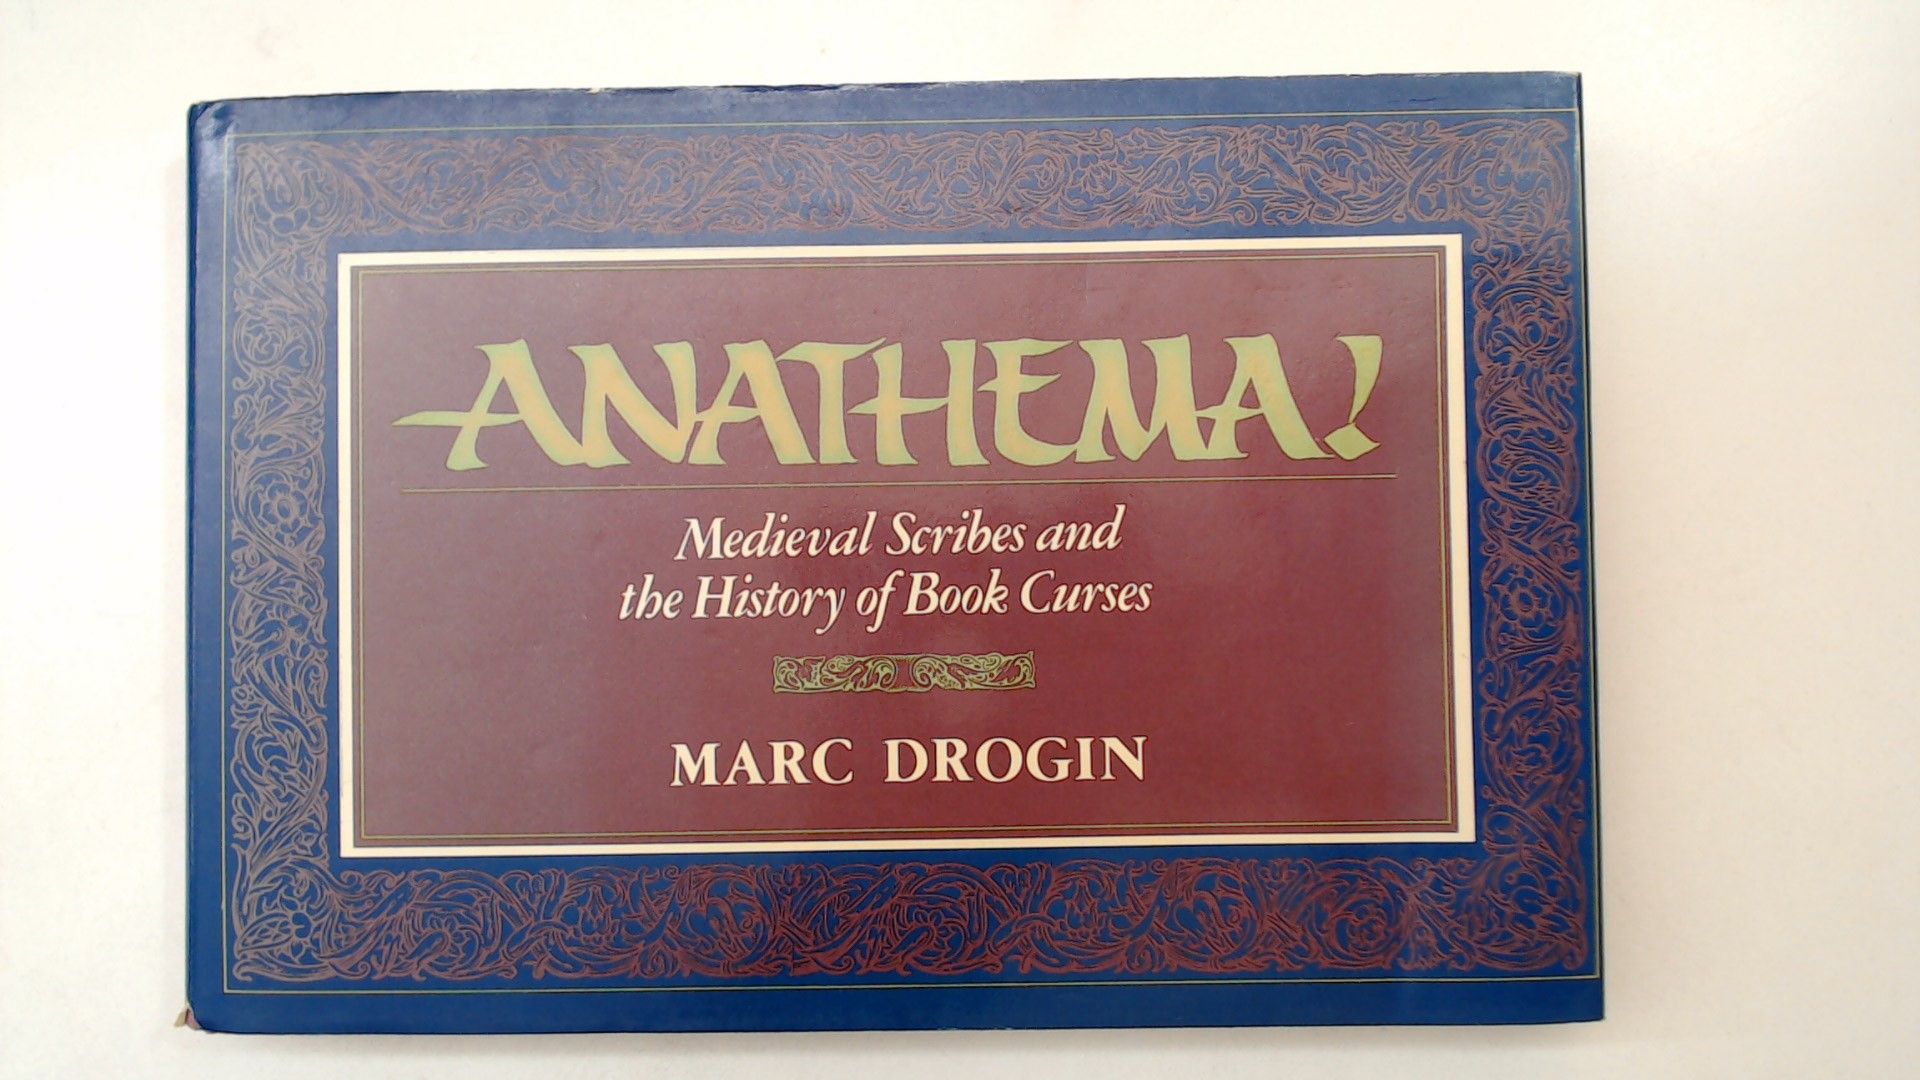 ANATHEMA!
Medieval Scribes and
the History of Book Curses
MARC DROGIN